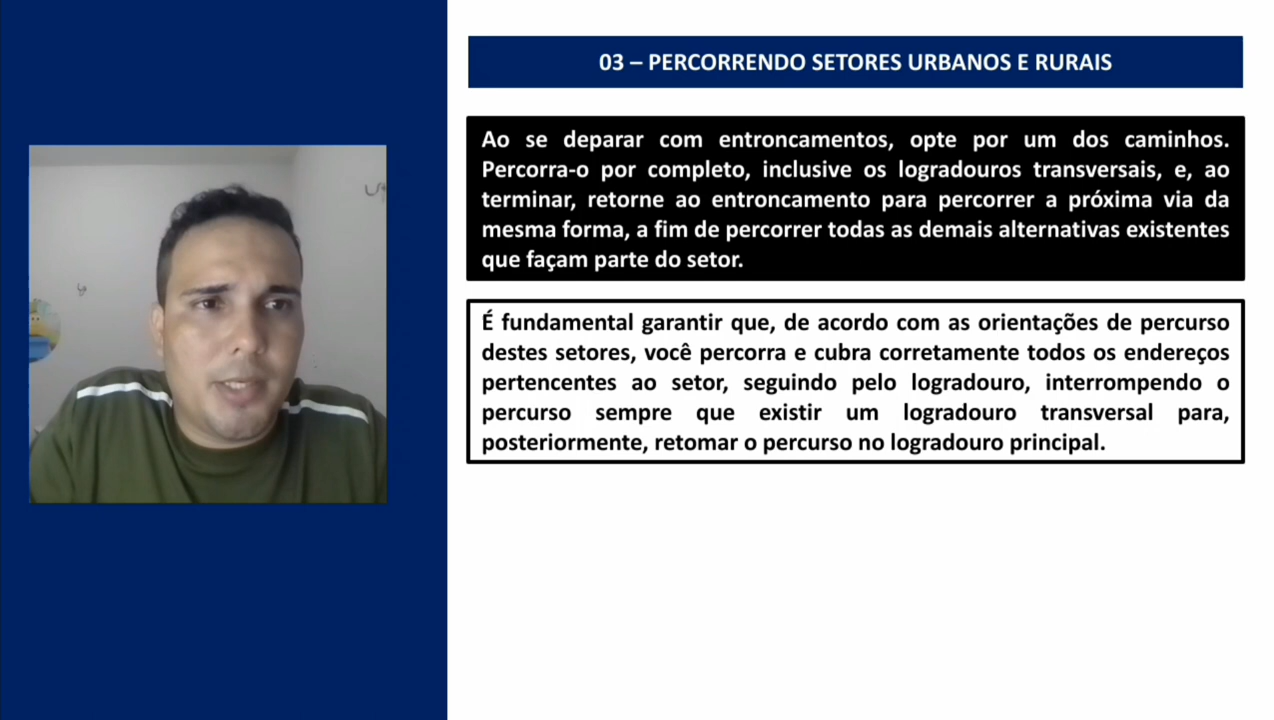 03 – PERCORRENDO SETORES URBANOS E RURAIS
Ao se deparar com entroncamentos, opte por um dos caminhos.
Percorra-o por completo, inclusive os logradouros transversais, e, ao
terminar, retorne ao entroncamento para percorrer a próxima via da
mesma forma, a fim de percorrer todas as demais alternativas existentes
que façam parte do setor.
É fundamental garantir que, de acordo com as orientações de percurso
destes setores, você percorra e cubra corretamente todos os endereços
pertencentes ao setor, seguindo pelo logradouro, interrompendo o
percurso sempre que existir um logradouro transversal para,
posteriormente, retomar o percurso no logradouro principal.